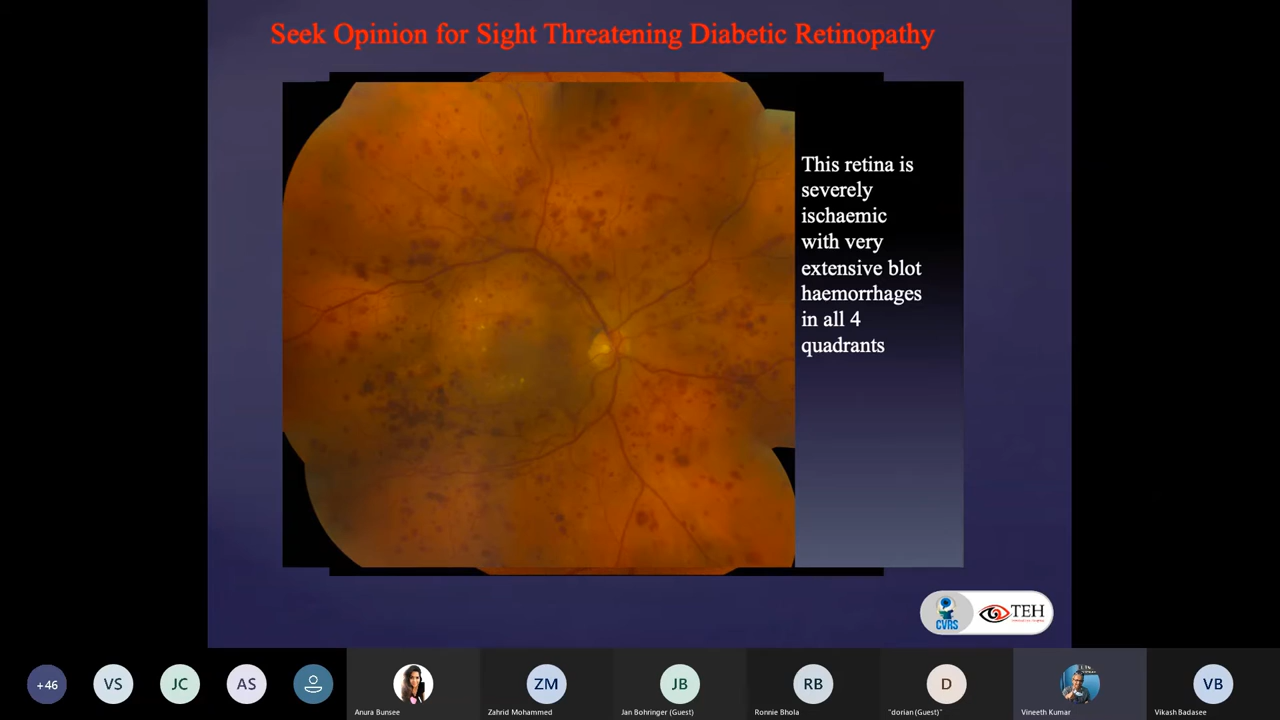 Seek Opinion for Sight Threatening Diabetic Retinopathy
This retina is
severely
ischaemic
with very
extensive blot
haemorrhages
in all 4
quadrants
CVRS
TEH
+46
VS
JC
AS
ZM
JB
RB
D
VB
Anura Bunsee
Zahrid Mohammed
Jan Bohringer (Guest)
Ronnie Bhola
"dorian (Guest)"
Vineeth Kumar
Vikash Badasee